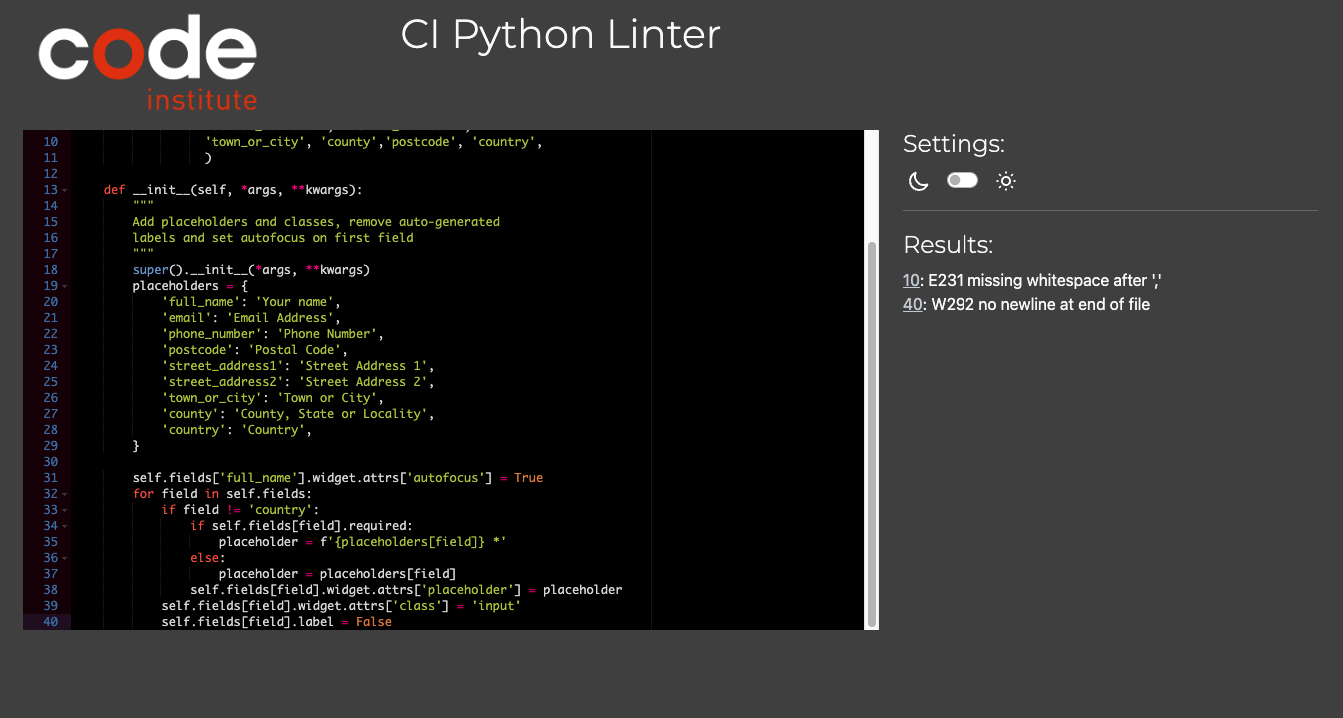 code
institute
CI Python Linter
10 'town_or_city', 'county','postcode', 'country',
11 )
12
13 def __init__(self, *args, **kwargs):
14 """
15 Add placeholders and classes, remove auto-generated
16 labels and set autofocus on first field
17 """
18 super().__init__(*args, **kwargs)
19 placeholders = {
20 'full_name': 'Your name',
21 'email': 'Email Address',
22 'phone_number': 'Phone Number',
23 'postcode': 'Postal Code',
24 'street_address1': 'Street Address 1',
25 'street_address2': 'Street Address 2',
26 'town_or_city': 'Town or City',
27 'county': 'County, State or Locality',
28 'country': 'Country',
29 }
30
31 self.fields['full_name'].widget.attrs['autofocus'] = True
32 for field in self.fields:
33 if field != 'country':
34 if self.fields[field].required:
35 placeholder = f'{placeholders[field]} *'
36 else:
37 placeholder = placeholders[field]
38 self.fields[field].widget.attrs['placeholder'] = placeholder
39 self.fields[field].widget.attrs['class'] = 'input'
40 self.fields[field].label = False
Settings:
Results:
10: E231 missing whitespace after ','
40: W292 no newline at end of file